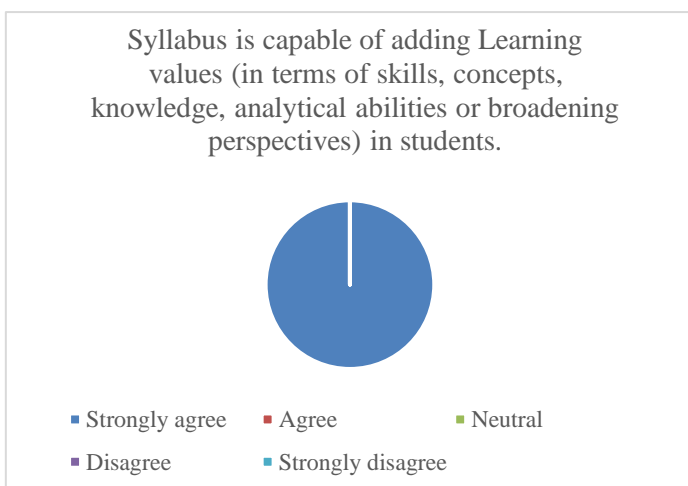 Syllabus is capable of adding Learning
values (in terms of skills, concepts,
knowledge, analytical abilities or broadening
perspectives) in students.
Strongly agree Agree Neutral
Disagree Strongly disagree